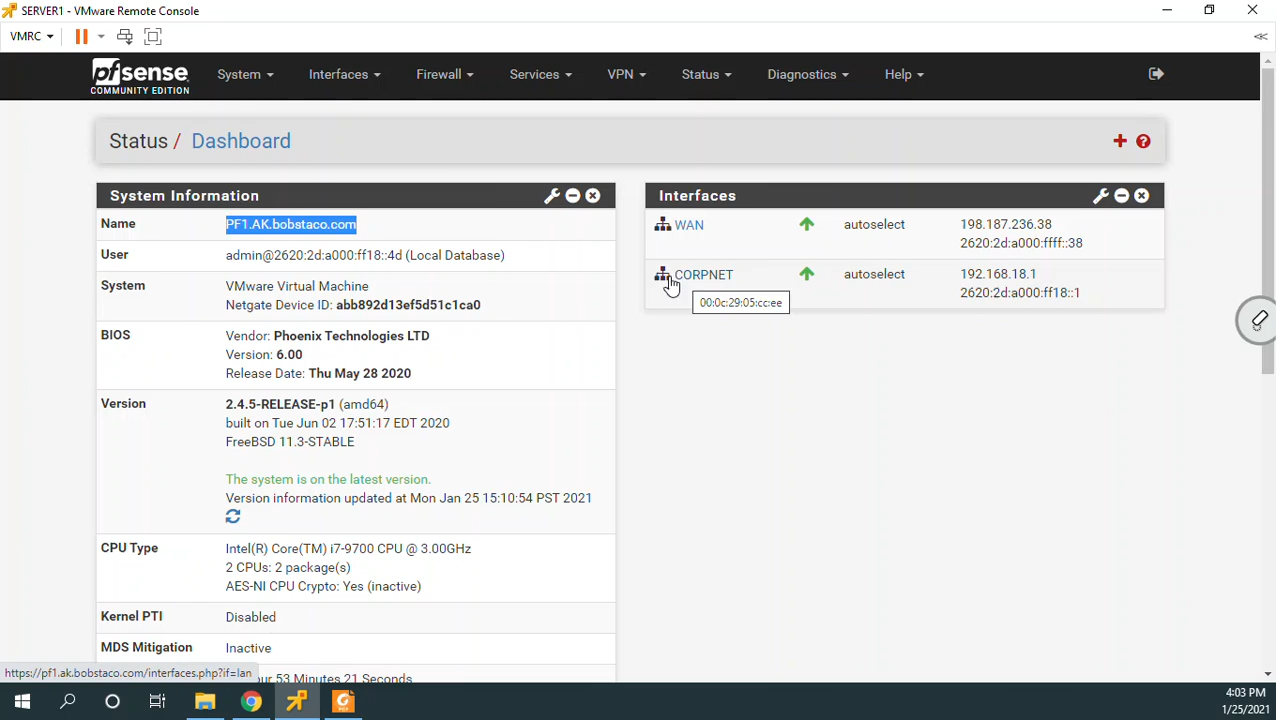 SERVER1 - VMware Remote Console
VMRC
pfsense
COMMUNITY EDITION
System
Interfaces
Firewall
Services
VPN
Status
Diagnostics
Help
Status / Dashboard
System Information
Name PF1.AK.bobstaco.com
User admin@2620:2d:a000:ff18::4d (Local Database)
System VMware Virtual Machine
Netgate Device ID: abb892d13ef5d51c1ca0
BIOS Vendor: Phoenix Technologies LTD
Version: 6.00
Release Date: Thu May 28 2020
Version 2.4.5-RELEASE-p1 (amd64)
built on Tue Jun 02 17:51:17 EDT 2020
FreeBSD 11.3-STABLE
The system is on the latest version.
Version information updated at Mon Jan 25 15:10:54 PST 2021
CPU Type Intel(R) Core(TM) i7-9700 CPU @ 3.00GHz
2 CPUs: 2 package(s)
AES-NI CPU Crypto: Yes (inactive)
Kernel PTI Disabled
MDS Mitigation Inactive
53 Minutes 21 Seconds
Interfaces
WAN autoselect 198.187.236.38
2620:2d:a000:ffff::38
CORPNET autoselect 192.168.18.1
2620:2d:a000:ff18::1
00:0c:29:05:cc:ee
https://pf1.ak.bobstaco.com/interfaces.php?if=lan
4:03 PM
1/25/2021